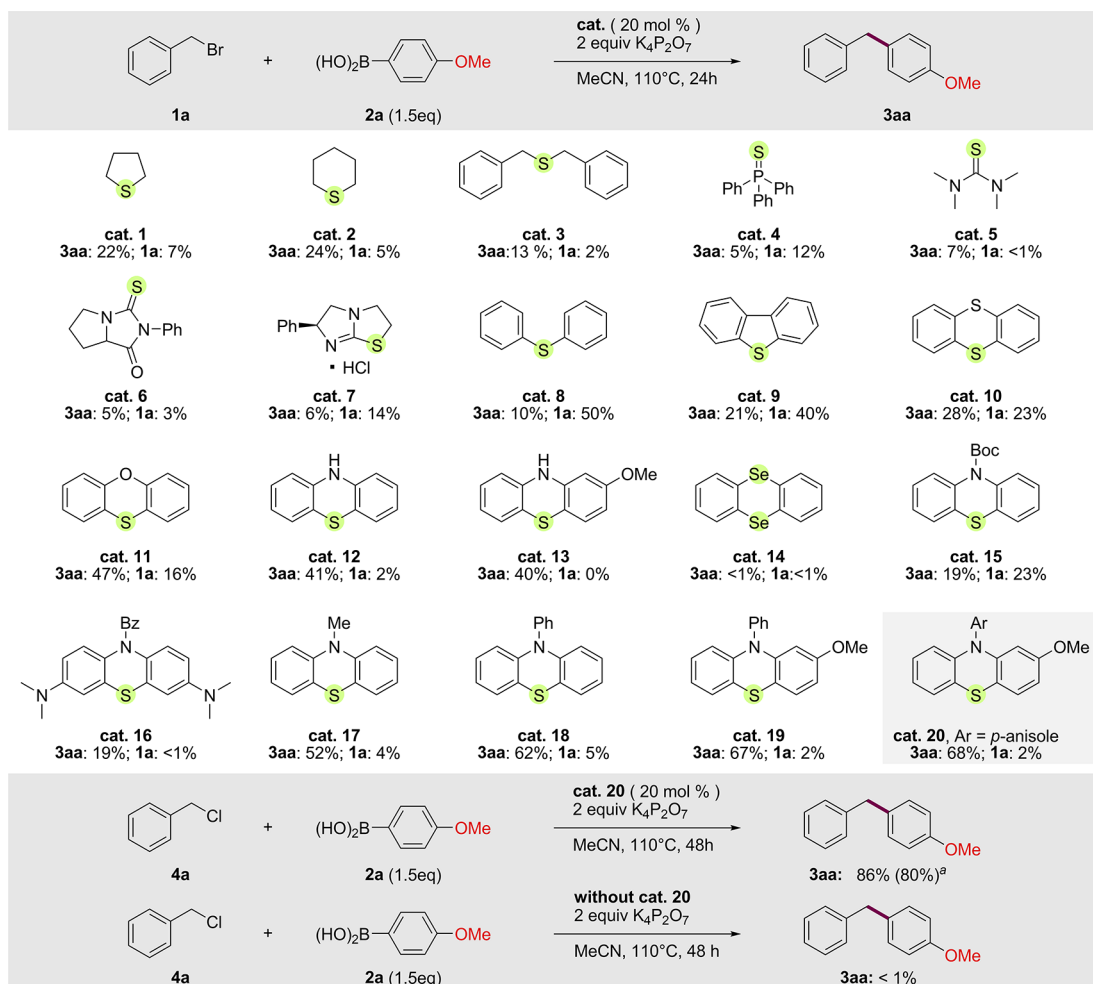 Br
+
(HO)₂B
OMe
cat. ( 20 mol % )
2 equiv K₄P₂O₇
MeCN, 110°C, 24h
OMe
1a
2a (1.5eq)
3aa
S
S
S
S
P
Ph
Ph
Ph
S
N
N
cat. 1
3aa: 22%; 1a: 7%
cat. 2
3aa: 24%; 1a: 5%
cat. 3
3aa:13 %; 1a: 2%
cat. 4
3aa: 5%; 1a: 12%
cat. 5
3aa: 7%; 1a: <1%
S
N
N
Ph
O
Ph
N
N
S
· HCl
S
S
S
S
cat. 6
3aa: 5%; 1a: 3%
cat. 7
3aa: 6%; 1a: 14%
cat. 8
3aa: 10%; 1a: 50%
cat. 9
3aa: 21%; 1a: 40%
cat. 10
3aa: 28%; 1a: 23%
O
S
H
N
S
H
N
OMe
S
Se
Se
Boc
N
S
cat. 11
3aa: 47%; 1a: 16%
cat. 12
3aa: 41%; 1a: 2%
cat. 13
3aa: 40%; 1a: 0%
cat. 14
3aa: <1%; 1a:<1%
cat. 15
3aa: 19%; 1a: 23%
Bz
N
N
S
N
Me
N
S
Ph
N
S
Ph
N
OMe
S
Ar
N
OMe
S
cat. 16
3aa: 19%; 1a: <1%
cat. 17
3aa: 52%; 1a: 4%
cat. 18
3aa: 62%; 1a: 5%
cat. 19
3aa: 67%; 1a: 2%
cat. 20, Ar = p-anisole
3aa: 68%; 1a: 2%
Cl
+
(HO)₂B
OMe
cat. 20 ( 20 mol % )
2 equiv K₄P₂O₇
MeCN, 110°C, 48h
OMe
4a
2a (1.5eq)
3aa: 86% (80%)ᵃ
Cl
+
(HO)₂B
OMe
without cat. 20
2 equiv K₄P₂O₇
MeCN, 110°C, 48 h
OMe
4a
2a (1.5eq)
3aa: < 1%